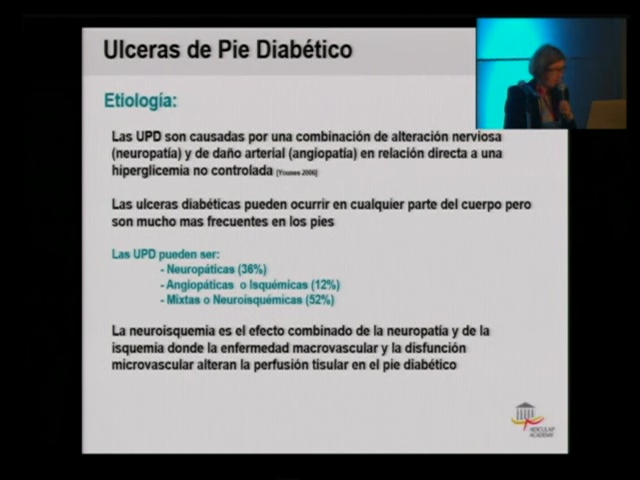 Ulceras de Pie Diabético
Etiología:
Las UPD son causadas por una combinación de alteración nerviosa
(neuropatía) y de daño arterial (angiopatía) en relación directa a una
hiperglicemia no controlada [Younes 2006]
Las ulceras diabéticas pueden ocurrir en cualquier parte del cuerpo pero
son mucho mas frecuentes en los pies
Las UPD pueden ser:
- Neuropáticas (36%)
- Angiopáticas o Isquémicas (12%)
- Mixtas o Neuroisquémicas (52%)
La neuroisquemia es el efecto combinado de la neuropatía y de la
isquemia donde la enfermedad macrovascular y la disfunción
microvascular alteran la perfusión tisular en el pie diabético
AESCULAP
ACADEMY